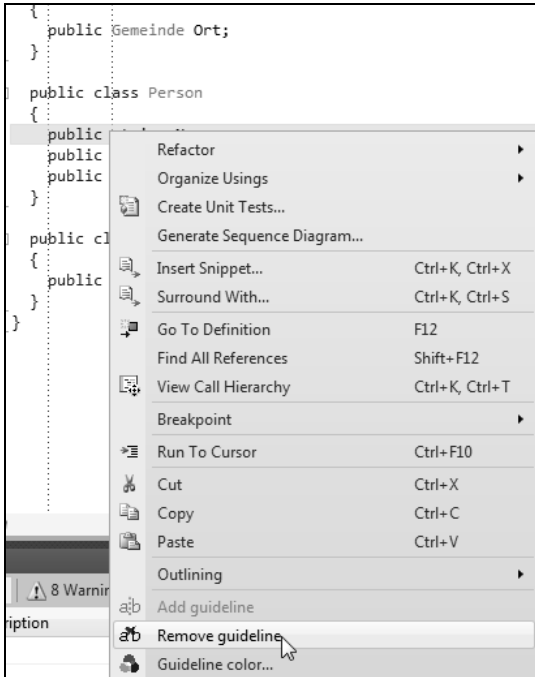 {
public Gemeinde Ort;
}
public class Person
{
public
public
public
}
public cl
{
public
}
}
Refactor
Organize Usings
Create Unit Tests...
Generate Sequence Diagram...
Insert Snippet... Ctrl+K, Ctrl+X
Surround With... Ctrl+K, Ctrl+S
Go To Definition F12
Find All References Shift+F12
View Call Hierarchy Ctrl+K, Ctrl+T
Breakpoint
Run To Cursor Ctrl+F10
Cut Ctrl+X
Copy Ctrl+C
Paste Ctrl+V
Outlining
8 Warnin
ription
a|b Add guideline
ab Remove guideline
Guideline color...